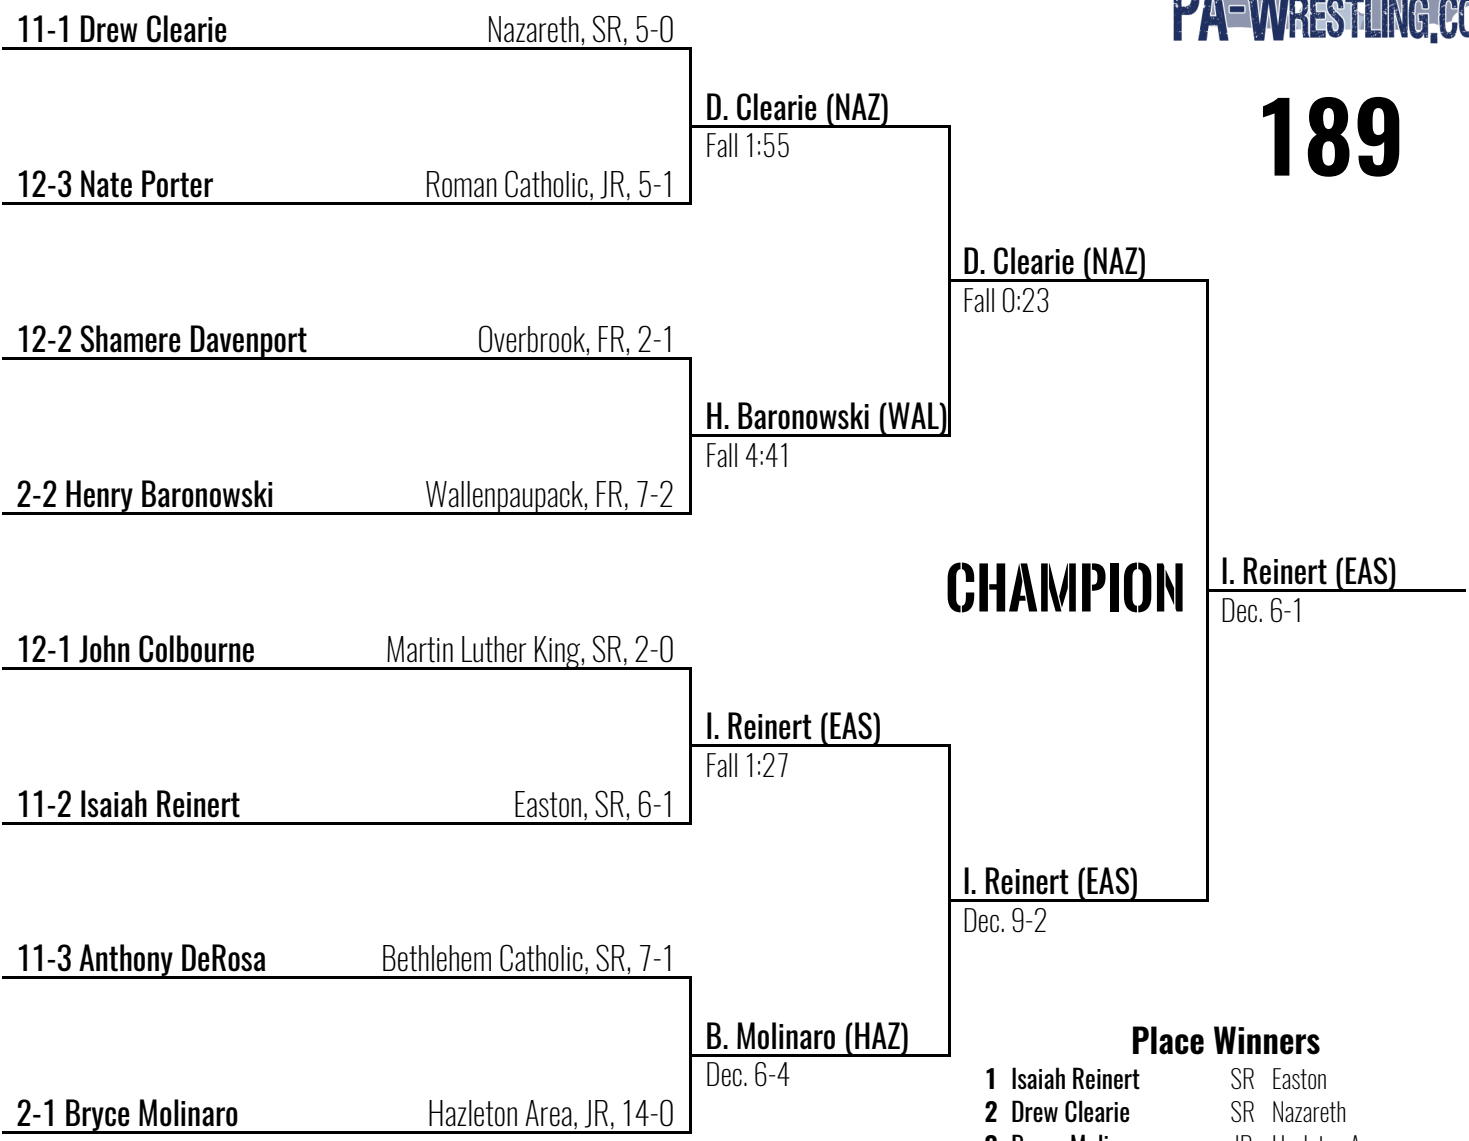 PA-WRESTLING
189
11-1 Drew Clearie Nazareth, SR, 5-0
D. Clearie (NAZ)
Fall 1:55
12-3 Nate Porter Roman Catholic, JR, 5-1
D. Clearie (NAZ)
Fall 0:23
12-2 Shamere Davenport Overbrook, FR, 2-1
H. Baronowski (WAL)
Fall 4:41
2-2 Henry Baronowski Wallenpaupack, FR, 7-2
CHAMPION
I. Reinert (EAS)
Dec. 6-1
12-1 John Colbourne Martin Luther King, SR, 2-0
I. Reinert (EAS)
Fall 1:27
11-2 Isaiah Reinert Easton, SR, 6-1
I. Reinert (EAS)
Dec. 9-2
11-3 Anthony DeRosa Bethlehem Catholic, SR, 7-1
B. Molinaro (HAZ)
Dec. 6-4
2-1 Bryce Molinaro Hazleton Area, JR, 14-0
Place Winners
1 Isaiah Reinert SR Easton
2 Drew Clearie SR Nazareth